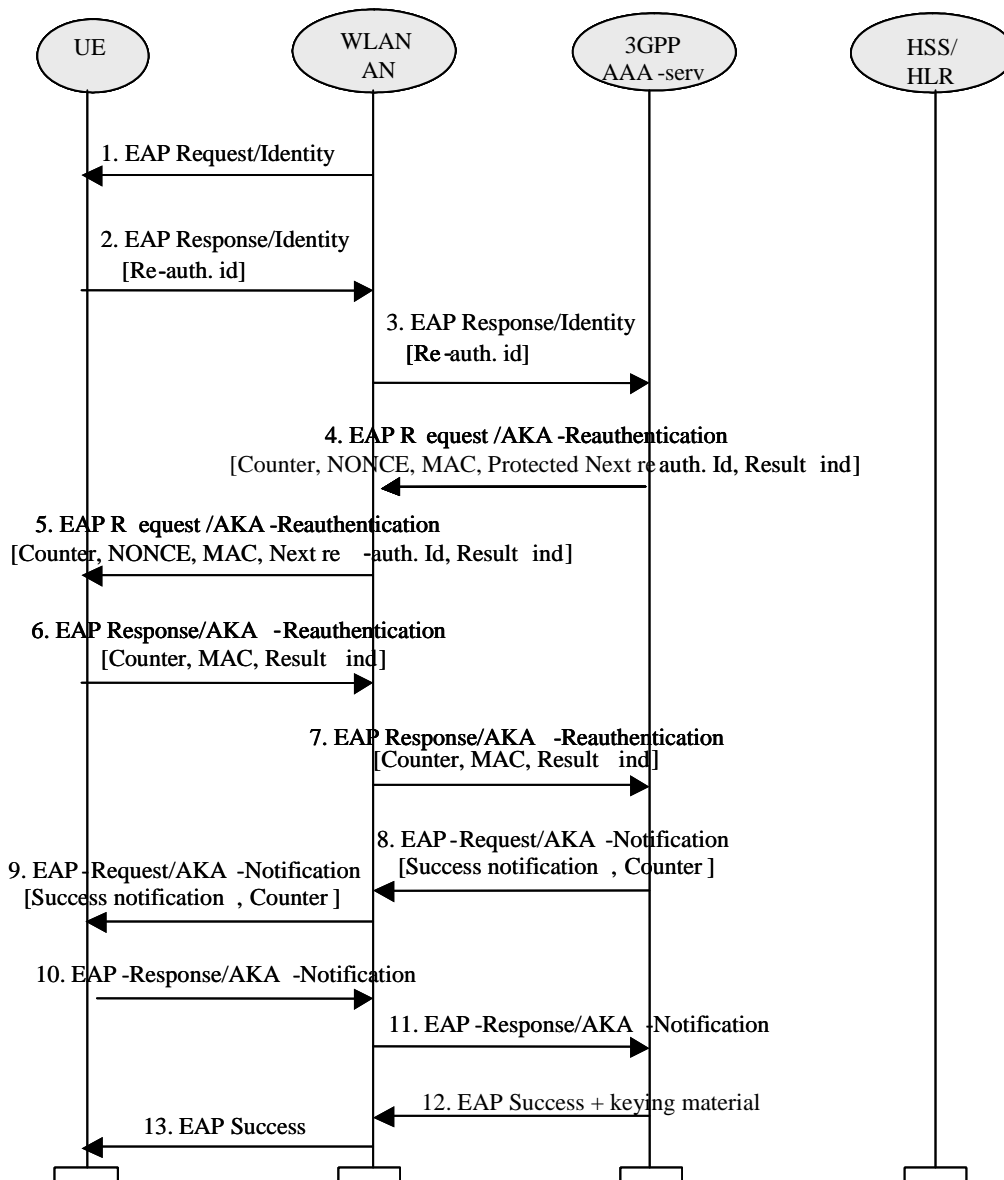 UE
WLAN
AN
3GPP
AAA -serv
HSS/
HLR
1. EAP Request/Identity
2. EAP Response/Identity
[Re-auth. id]
3. EAP Response/Identity
[Re-auth. id]
4. EAP R equest /AKA -Reauthentication
[Counter, NONCE, MAC, Protected Next re auth. Id, Result ind]
5. EAP R equest /AKA -Reauthentication
[Counter, NONCE, MAC, Next re -auth. Id, Result ind]
6. EAP Response/AKA -Reauthentication
[Counter, MAC, Result ind]
7. EAP Response/AKA -Reauthentication
[Counter, MAC, Result ind]
8. EAP -Request/AKA -Notification
[Success notification , Counter ]
9. EAP -Request/AKA -Notification
[Success notification , Counter ]
10. EAP -Response/AKA -Notification
11. EAP -Response/AKA -Notification
12. EAP Success + keying material
13. EAP Success